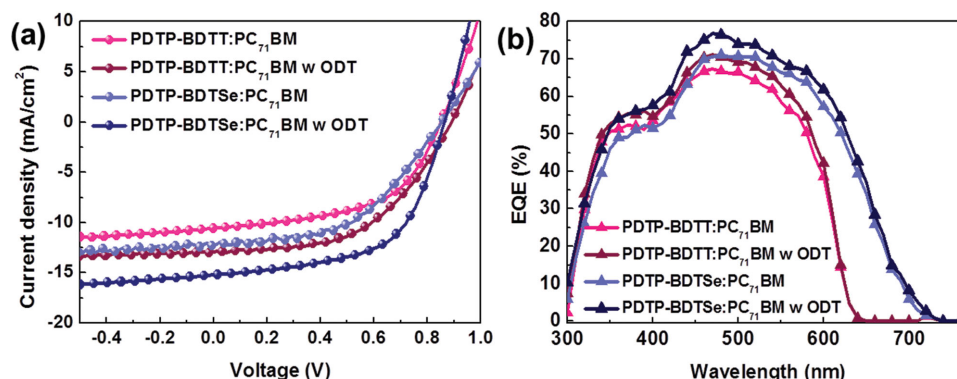 (a)
PDTP-BDTT:PC₇₁BM
PDTP-BDTT:PC₇₁BM w ODT
PDTP-BDTSe:PC₇₁BM
PDTP-BDTSe:PC₇₁BM w ODT
Current density (mA/cm²)
10
5
0
-5
-10
-15
-20
-0.4 -0.2 0.0 0.2 0.4 0.6 0.8 1.0
Voltage (V)
(b)
EQE (%)
80
70
60
50
40
30
20
10
0
PDTP-BDTT:PC₇₁BM
PDTP-BDTT:PC₇₁BM w ODT
PDTP-BDTSe:PC₇₁BM
PDTP-BDTSe:PC₇₁BM w ODT
300 400 500 600 700
Wavelength (nm)